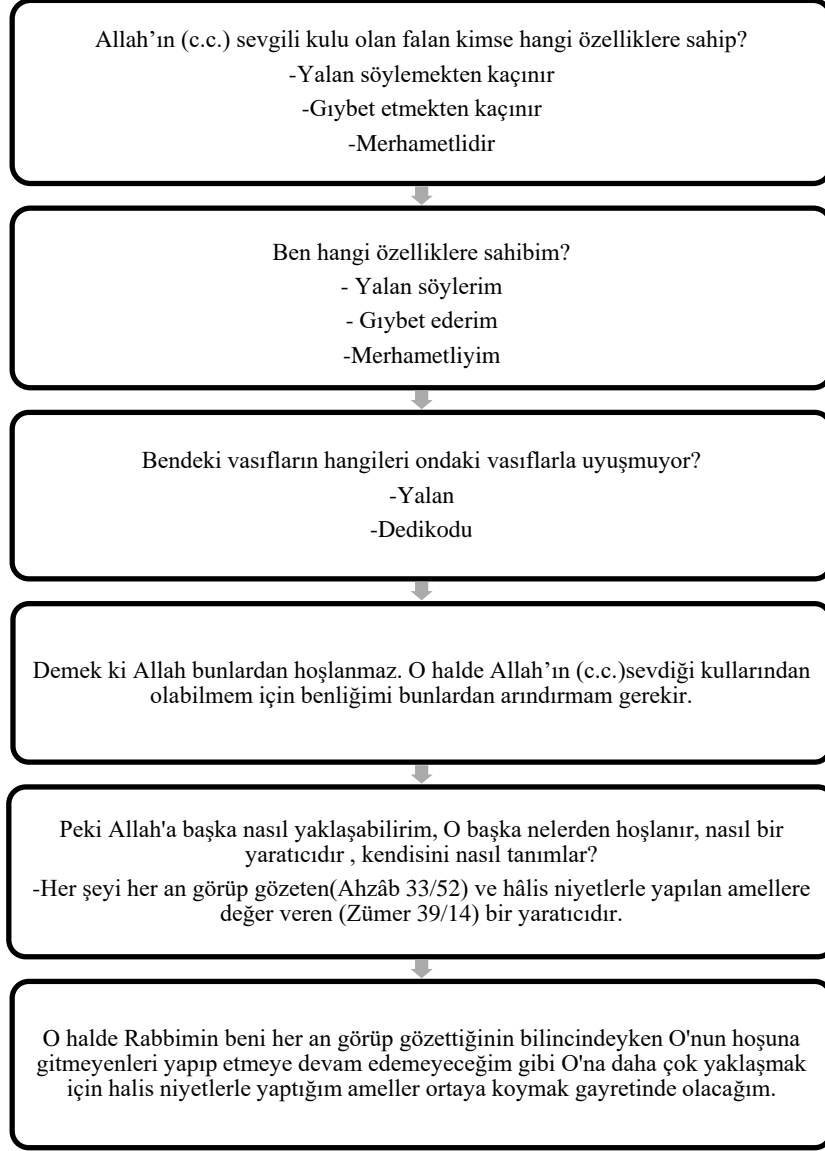 Allah’ın (c.c.) sevgili kulu olan falan kimse hangi özelliklere sahip?
-Yalan söylemekten kaçınır
-Gıybet etmekten kaçınır
-Merhametlidir
Ben hangi özelliklere sahibim?
- Yalan söylerim
- Gıybet ederim
-Merhametliyim
Bendeki vasıfların hangileri ondaki vasıflarla uyuşmuyor?
-Yalan
-Dedikodu
Demek ki Allah bunlardan hoşlanmaz. O halde Allah’ın (c.c.)sevdiği kullarından
olabilmem için benliğimi bunlardan arındırmam gerekir.
Peki Allah'a başka nasıl yaklaşabilirim, O başka nelerden hoşlanır, nasıl bir
yaratıcıdır , kendisini nasıl tanımlar?
-Her şeyi her an görüp gözeten(Ahzâb 33/52) ve hâlis niyetlerle yapılan amellere
değer veren (Zümer 39/14) bir yaratıcıdır.
O halde Rabbimin beni her an görüp gözettiğinin bilincindeyken O'nun hoşuna
gitmeyenleri yapıp etmeye devam edemeyeceğim gibi O'na daha çok yaklaşmak
için halis niyetlerle yaptığım ameller ortaya koymak gayretinde olacağım.